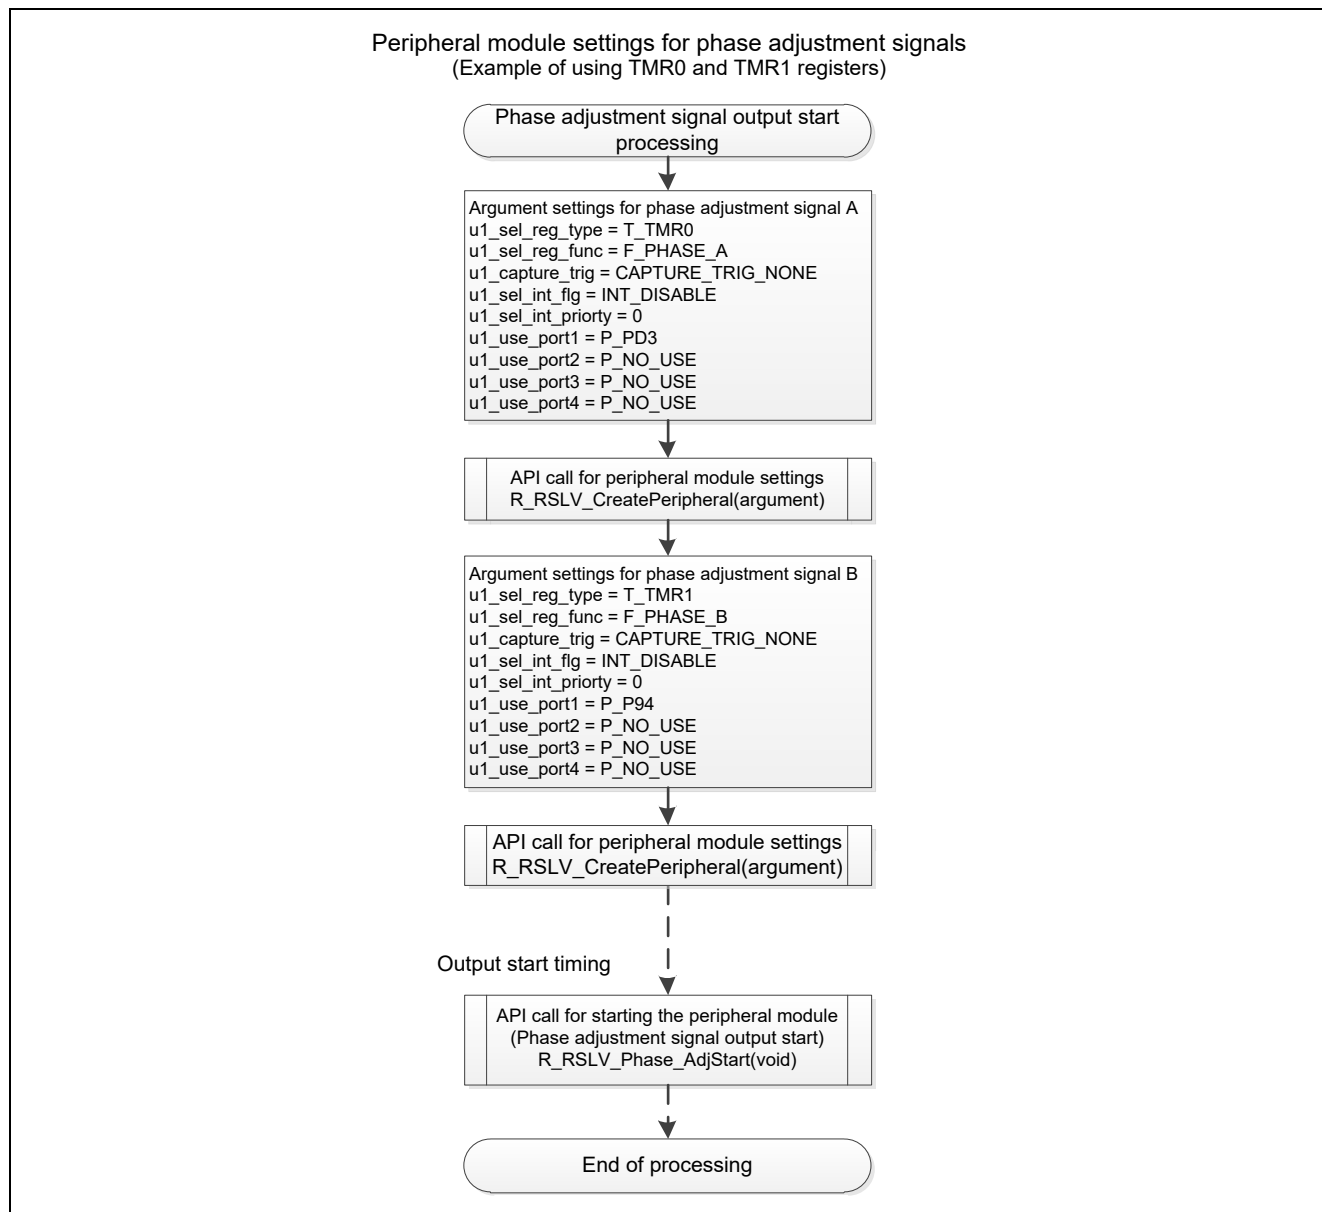 Peripheral module settings for phase adjustment signals
(Example of using TMR0 and TMR1 registers)
Phase adjustment signal output start
processing
Argument settings for phase adjustment signal A
u1_sel_reg_type = T_TMR0
u1_sel_reg_func = F_PHASE_A
u1_capture_trig = CAPTURE_TRIG_NONE
u1_sel_int_flg = INT_DISABLE
u1_sel_int_priorty = 0
u1_use_port1 = P_PD3
u1_use_port2 = P_NO_USE
u1_use_port3 = P_NO_USE
u1_use_port4 = P_NO_USE
API call for peripheral module settings
R_RSLV_CreatePeripheral(argument)
Argument settings for phase adjustment signal B
u1_sel_reg_type = T_TMR1
u1_sel_reg_func = F_PHASE_B
u1_capture_trig = CAPTURE_TRIG_NONE
u1_sel_int_flg = INT_DISABLE
u1_sel_int_priorty = 0
u1_use_port1 = P_P94
u1_use_port2 = P_NO_USE
u1_use_port3 = P_NO_USE
u1_use_port4 = P_NO_USE
API call for peripheral module settings
R_RSLV_CreatePeripheral(argument)
Output start timing
API call for starting the peripheral module
(Phase adjustment signal output start)
R_RSLV_Phase_AdjStart(void)
End of processing